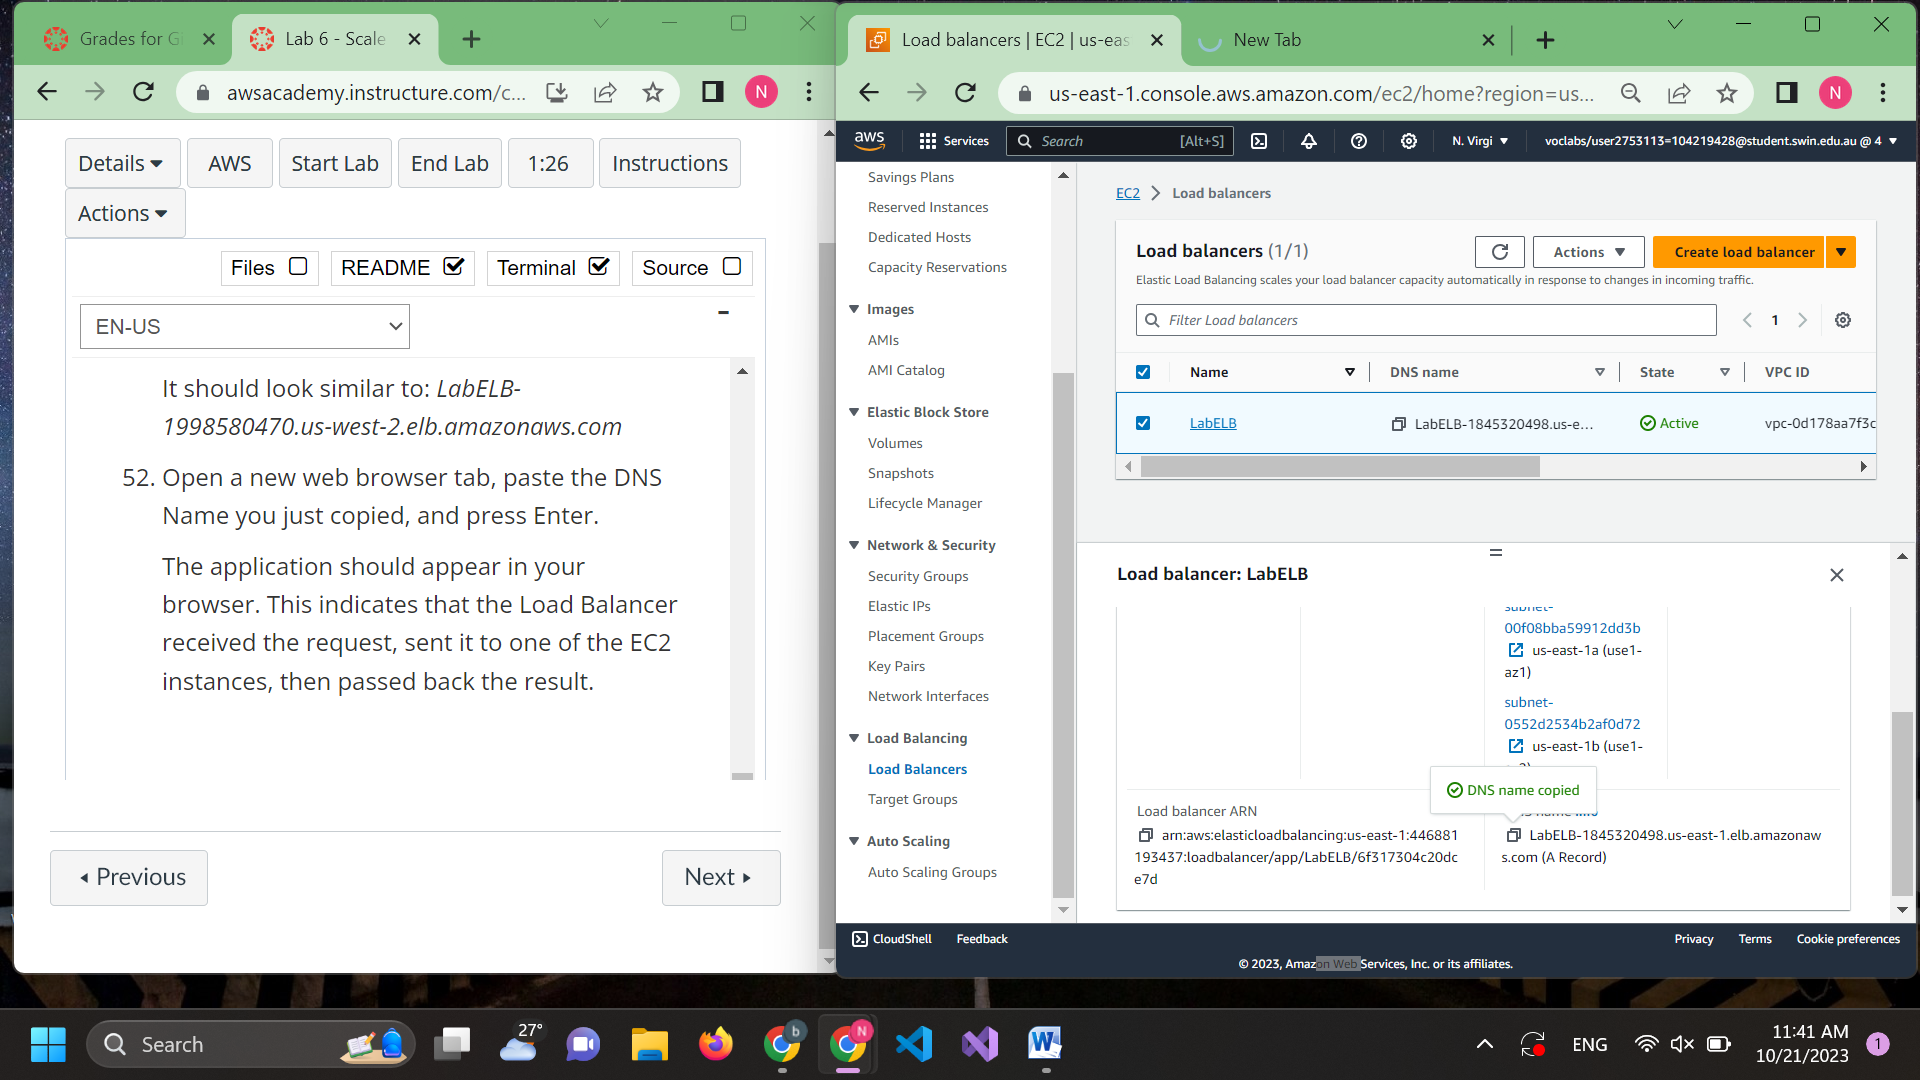 Grades for Gi
Lab 6 - Scale
awsacademy.instructure.com/c...
N
Details
AWS
Start Lab
End Lab
1:26
Instructions
Actions
Files
README
Terminal
Source
EN-US
It should look similar to: LabELB-
1998580470.us-west-2.elb.amazonaws.com
52. Open a new web browser tab, paste the DNS
Name you just copied, and press Enter.
The application should appear in your
browser. This indicates that the Load Balancer
received the request, sent it to one of the EC2
instances, then passed back the result.
Previous
Next
Load balancers | EC2 | us-eas
New Tab
us-east-1.console.aws.amazon.com/ec2/home?region=us...
N
aws
Services
Search
[Alt+S]
N. Virgi
voclabs/user2753113=104219428@student.swin.edu.au @ 4
Savings Plans
Reserved Instances
Dedicated Hosts
Capacity Reservations
Images
AMIs
AMI Catalog
Elastic Block Store
Volumes
Snapshots
Lifecycle Manager
Network & Security
Security Groups
Elastic IPs
Placement Groups
Key Pairs
Network Interfaces
Load Balancing
Load Balancers
Target Groups
Auto Scaling
Auto Scaling Groups
EC2 > Load balancers
Load balancers (1/1)
Actions
Create load balancer
Elastic Load Balancing scales your load balancer capacity automatically in response to changes in incoming traffic.
Filter Load balancers
1
Name
DNS name
State
VPC ID
LabELB
LabELB-1845320498.us-e...
Active
vpc-0d178aa7f3c
Load balancer: LabELB
subnet-
00f08bba59912dd3b
us-east-1a (use1-
az1)
subnet-
0552d2534b2af0d72
us-east-1b (use1-
DNS name copied
Load balancer ARN
arn:aws:elasticloadbalancing:us-east-1:446881
193437:loadbalancer/app/LabELB/6f317304c20dc
e7d
LabELB-1845320498.us-east-1.elb.amazonaw
s.com (A Record)
CloudShell
Feedback
Privacy
Terms
Cookie preferences
© 2023, Amazon Web Services, Inc. or its affiliates.
Search
27°
b
N
ENG
11:41 AM
10/21/2023
1